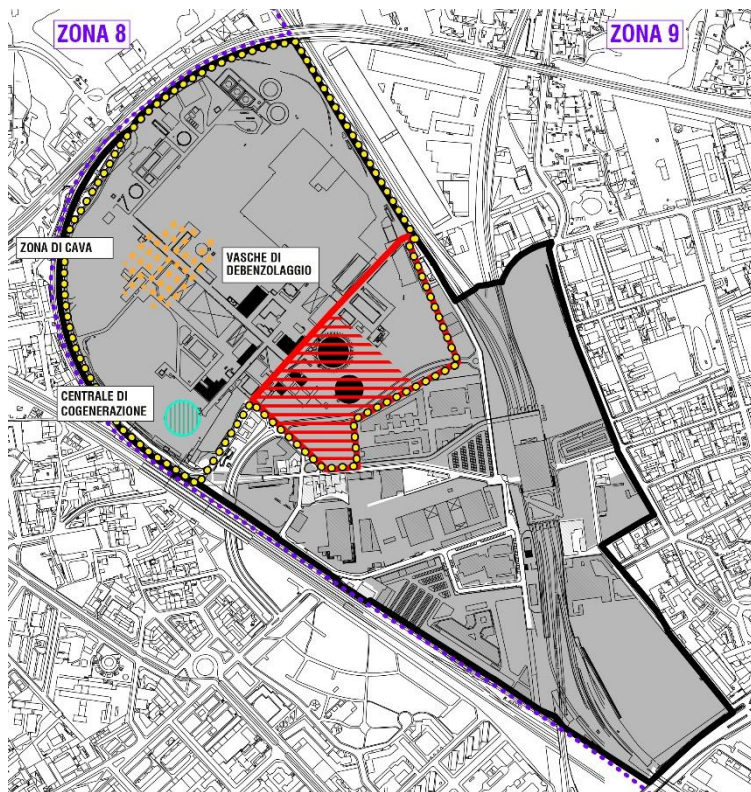 ZONA 8
ZONA 9
ZONA DI CAVA
VASCHE DI
DEBENZOLAGGIO
CENTRALE DI
COGENERAZIONE